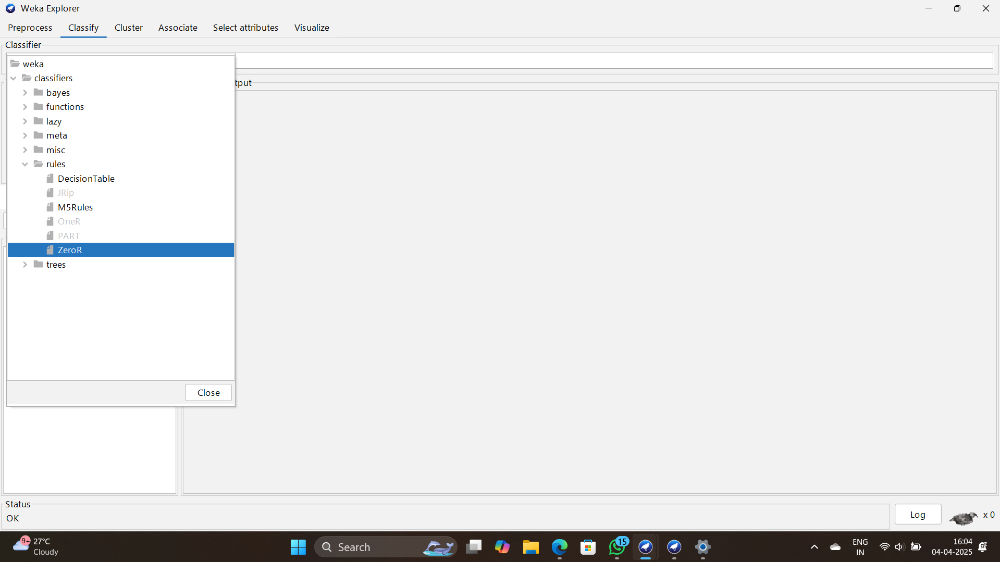 Weka Explorer
Preprocess Classify Cluster Associate Select attributes Visualize
Classifier
weka
classifiers
tput
bayes
functions
lazy
meta
misc
rules
DecisionTable
JRip
M5Rules
OneR
PART
ZeroR
trees
Close
Status
OK
Log
x 0
9+
27°C
Cloudy
Search
15
ENG
IN
16:04
04-04-2025